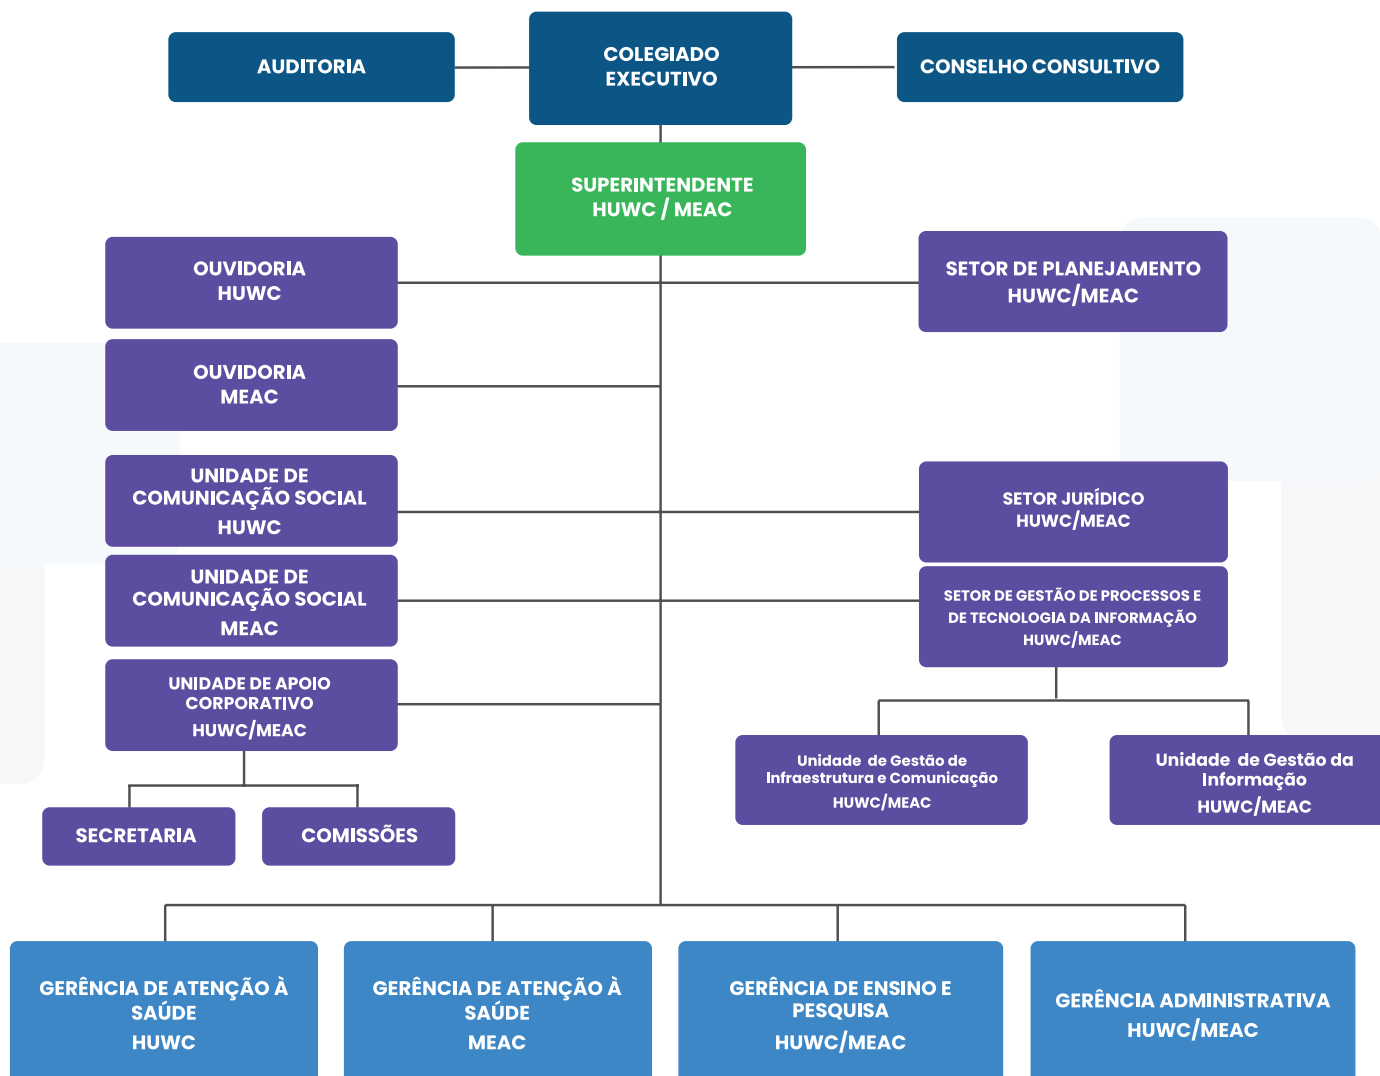 AUDITORIA
COLEGIADO
EXECUTIVO
CONSELHO CONSULTIVO
SUPERINTENDENTE
HUWC / MEAC
OUVIDORIA
HUWC
SETOR DE PLANEJAMENTO
HUWC/MEAC
OUVIDORIA
MEAC
UNIDADE DE
COMUNICAÇÃO SOCIAL
HUWC
SETOR JURÍDICO
HUWC/MEAC
UNIDADE DE
COMUNICAÇÃO SOCIAL
MEAC
SETOR DE GESTÃO DE PROCESSOS E
DE TECNOLOGIA DA INFORMAÇÃO
HUWC/MEAC
UNIDADE DE APOIO
CORPORATIVO
HUWC/MEAC
Unidade de Gestão de
Infraestrutura e Comunicação
HUWC/MEAC
Unidade de Gestão da
Informação
HUWC/MEAC
SECRETARIA
COMISSÕES
GERÊNCIA DE ATENÇÃO À
SAÚDE
HUWC
GERÊNCIA DE ATENÇÃO À
SAÚDE
MEAC
GERÊNCIA DE ENSINO E
PESQUISA
HUWC/MEAC
GERÊNCIA ADMINISTRATIVA
HUWC/MEAC